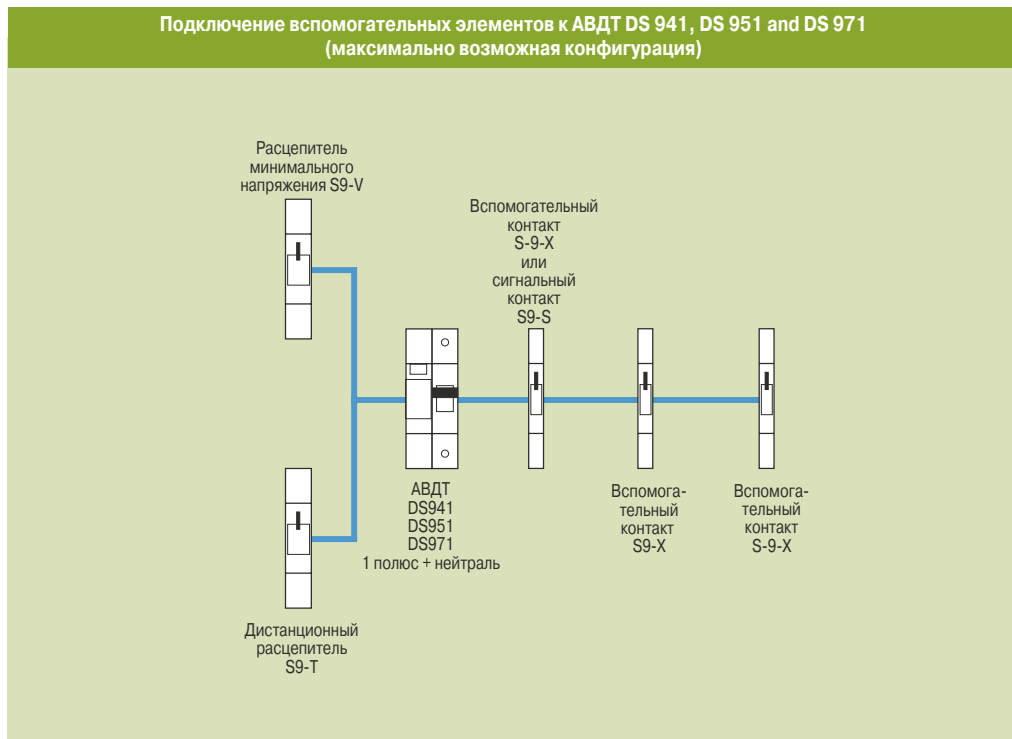 Подключение вспомогательных элементов к АВДТ DS 941, DS 951 and DS 971
(максимально возможная конфигурация)
Расцепитель
минимального
напряжения S9-V
Вспомогательный
контакт
S-9-X
или
сигнальный
контакт
S9-S
АВДТ
DS941
DS951
DS971
1 полюс + нейтраль
Вспомога-
тельный
контакт
S9-X
Вспомога-
тельный
контакт
S-9-X
Дистанционный
расцепитель
S9-T